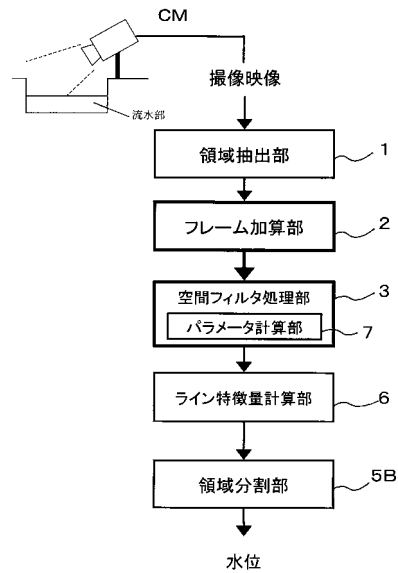 CM
撮像映像
流水部
領域抽出部
1
フレーム加算部
2
空間フィルタ処理部
3
パラメータ計算部
7
ライン特徴量計算部
6
領域分割部
5B
水位